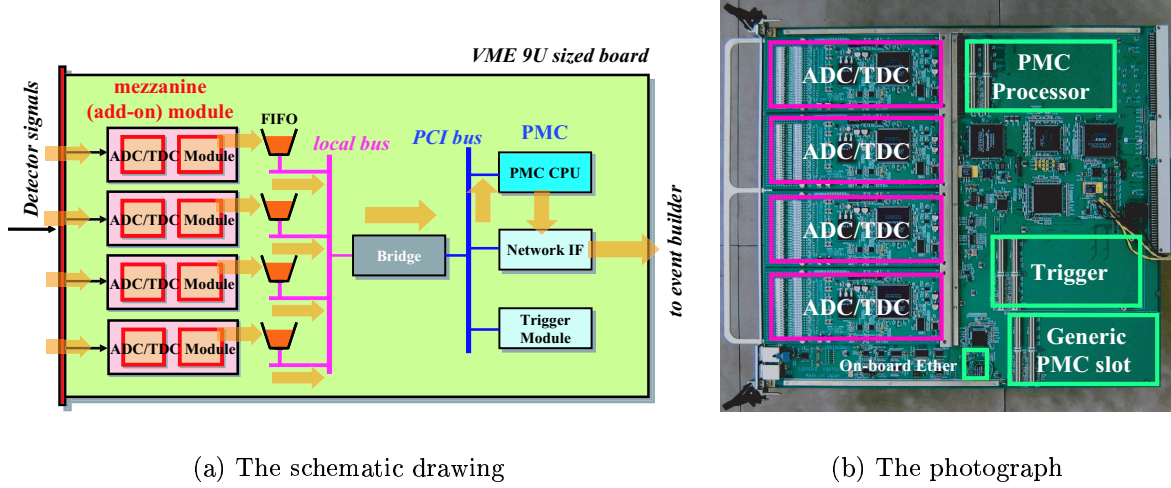 VME 9U sized board
mezzanine
(add-on) module
Detector signals
FIFO
local bus
PCI bus
PMC
ADC/TDC Module
ADC/TDC Module
ADC/TDC Module
ADC/TDC Module
Bridge
PMC CPU
Network IF
Trigger
Module
to event builder
(a) The schematic drawing
ADC/TDC
ADC/TDC
ADC/TDC
ADC/TDC
PMC
Processor
Trigger
Generic
PMC slot
On-board Ether
(b) The photograph